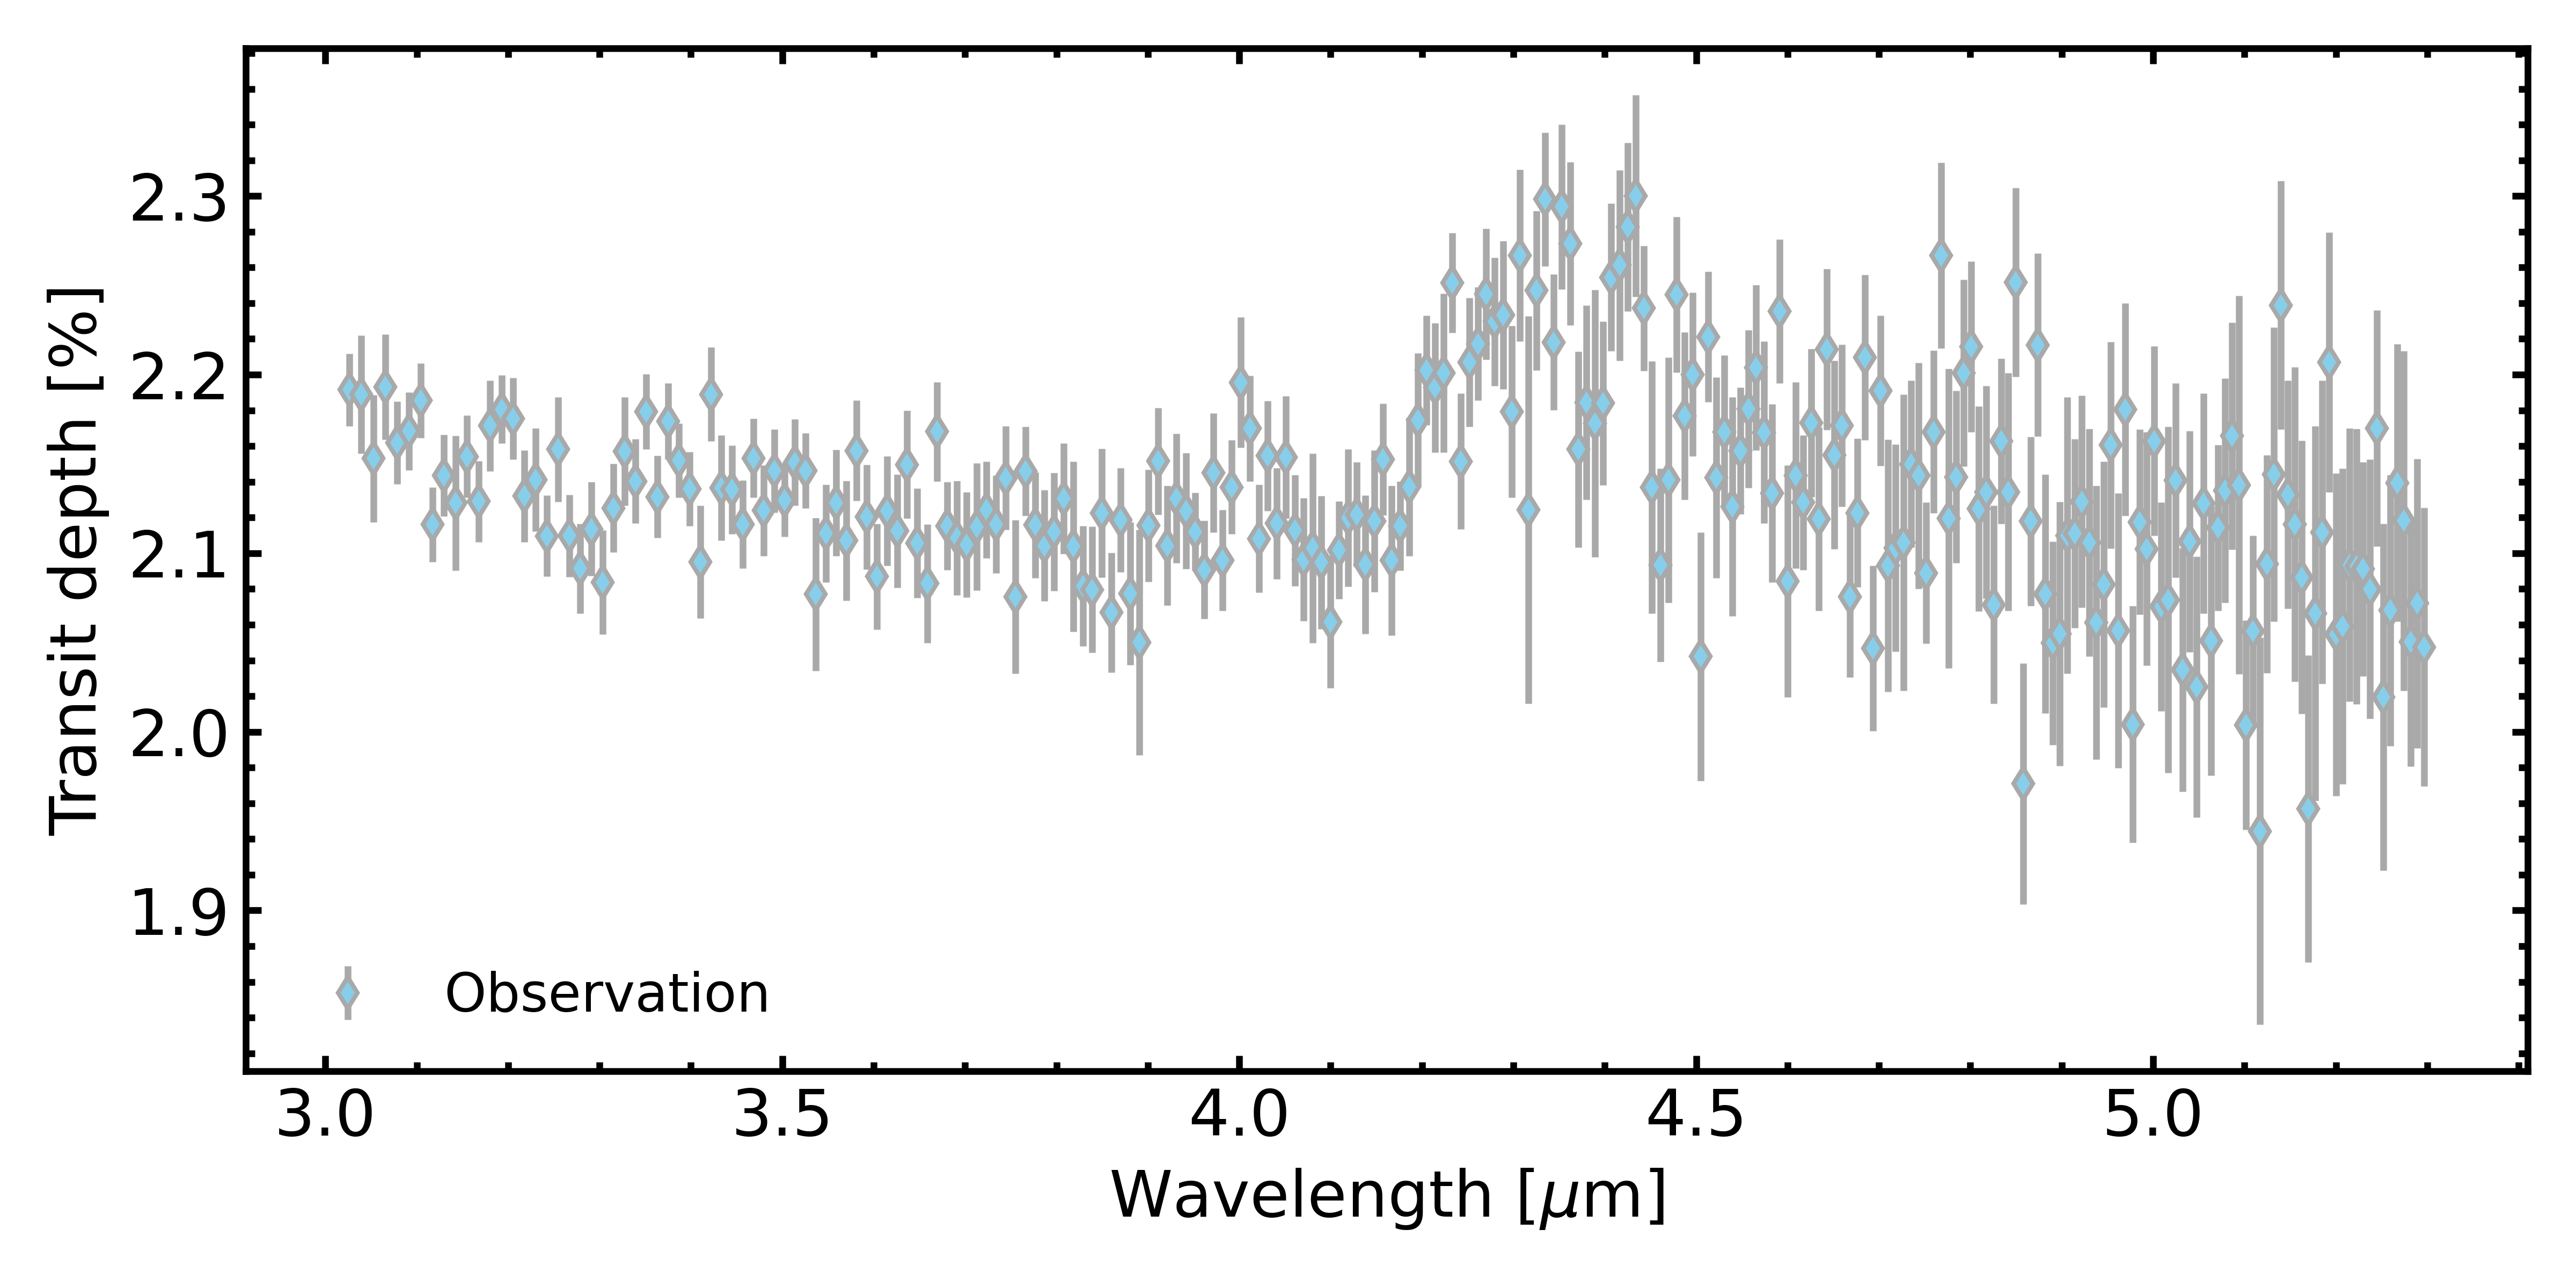 Transit depth [%]
2.3
2.2
2.1
2.0
1.9
Observation
3.0 3.5 4.0 4.5 5.0
Wavelength [μm]